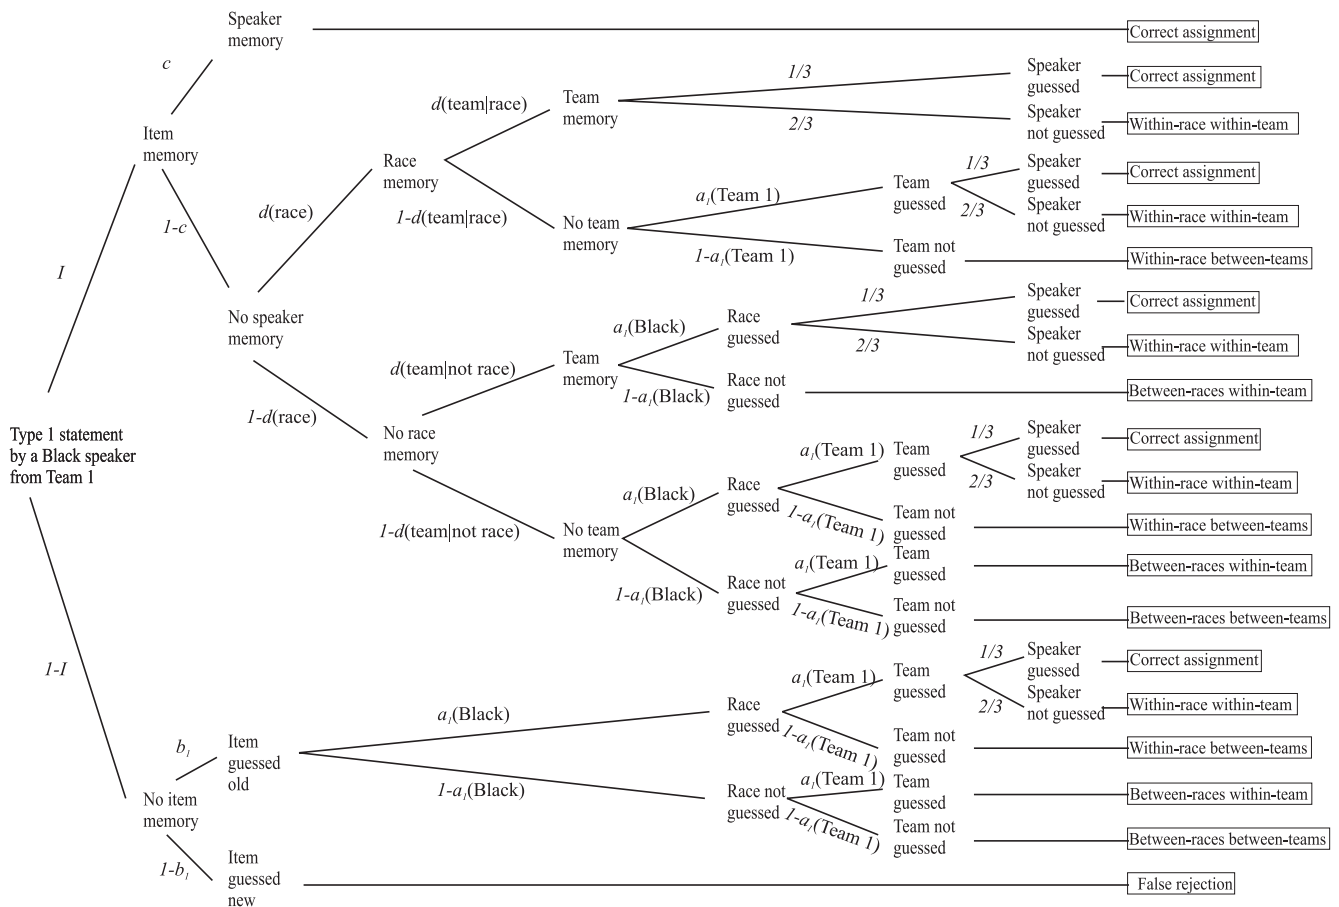 Speaker
memory
Correct assignment
c
1/3
Speaker
guessed
Correct assignment
d(team|race)
Team
memory
2/3
Speaker
not guessed
Within-race within-team
Item
memory
Race
memory
1/3
Speaker
guessed
Correct assignment
a1(Team 1)
Team
guessed
2/3
Speaker
not guessed
Within-race within-team
d(race)
1-d(team|race)
No team
memory
1-c
1-a1(Team 1)
Team not
guessed
Within-race between-teams
I
1/3
Speaker
guessed
Correct assignment
No speaker
memory
a1(Black)
Race
guessed
2/3
Speaker
not guessed
Within-race within-team
d(team|not race)
Team
memory
1-a1(Black)
Race not
guessed
Between-races within-team
1-d(race)
Type 1 statement
by a Black speaker
from Team 1
No race
memory
1/3
Speaker
guessed
Correct assignment
a1(Team 1)
Team
guessed
2/3
Speaker
not guessed
Within-race within-team
a1(Black)
Race
guessed
1-a1(Team 1)
Team not
guessed
Within-race between-teams
1-d(team|not race)
No team
memory
a1(Team 1)
Team
guessed
Between-races within-team
1-a1(Black)
Race not
guessed
1-a1(Team 1)
Team not
guessed
Between-races between-teams
1-I
1/3
Speaker
guessed
Correct assignment
a1(Team 1)
Team
guessed
2/3
Speaker
not guessed
Within-race within-team
a1(Black)
Race
guessed
1-a1(Team 1)
Team not
guessed
Within-race between-teams
b1
Item
guessed
old
1-a1(Black)
Race not
guessed
a1(Team 1)
Team
guessed
Between-races within-team
No item
memory
1-a1(Team 1)
Team not
guessed
Between-races between-teams
1-b1
Item
guessed
new
False rejection